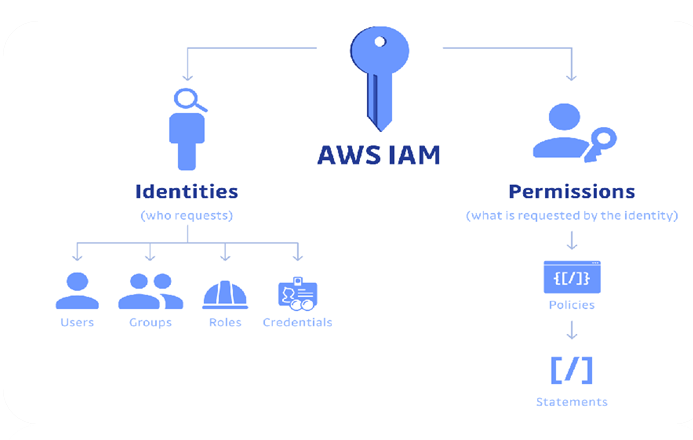 AWS IAM
Identities
(who requests)
Users
Groups
Roles
Credentials
Permissions
(what is requested by the identity)
{[/]}
Policies
[/]
Statements